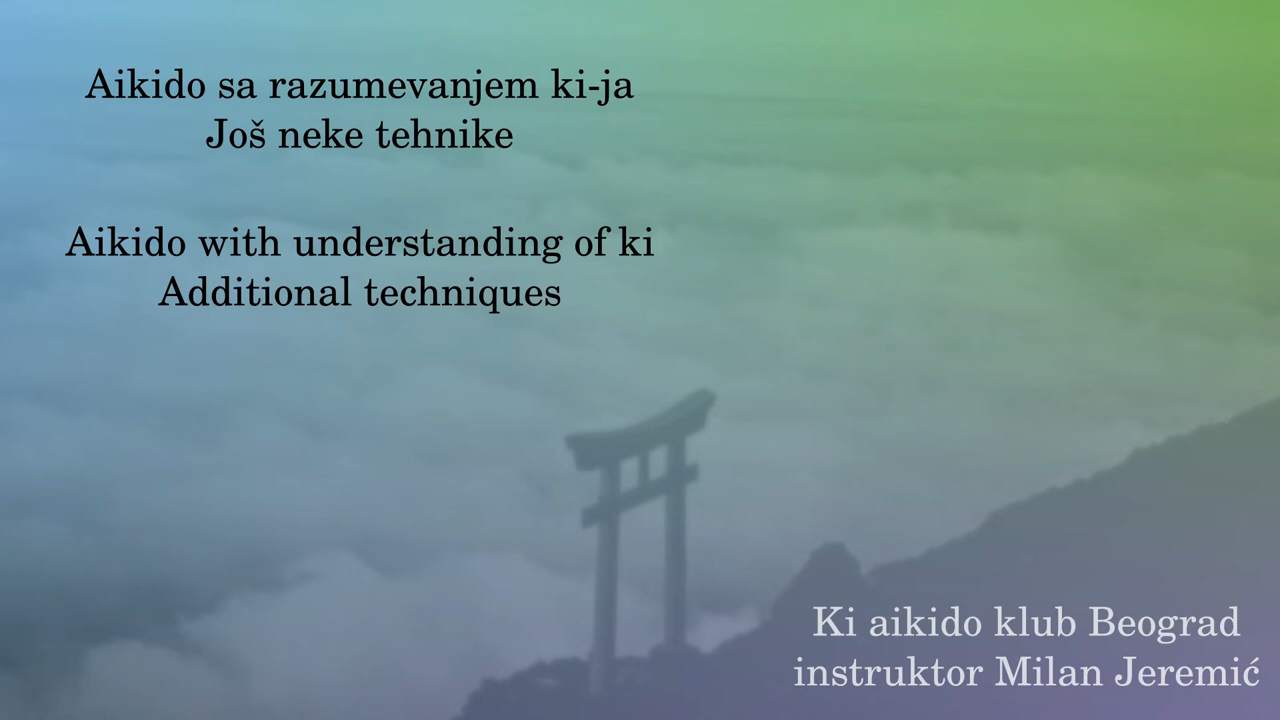 Aikido sa razumevanjem ki-ja
Još neke tehnike
Aikido with understanding of ki
Additional techniques
Ki aikido klub Beograd
instruktor Milan Jeremić